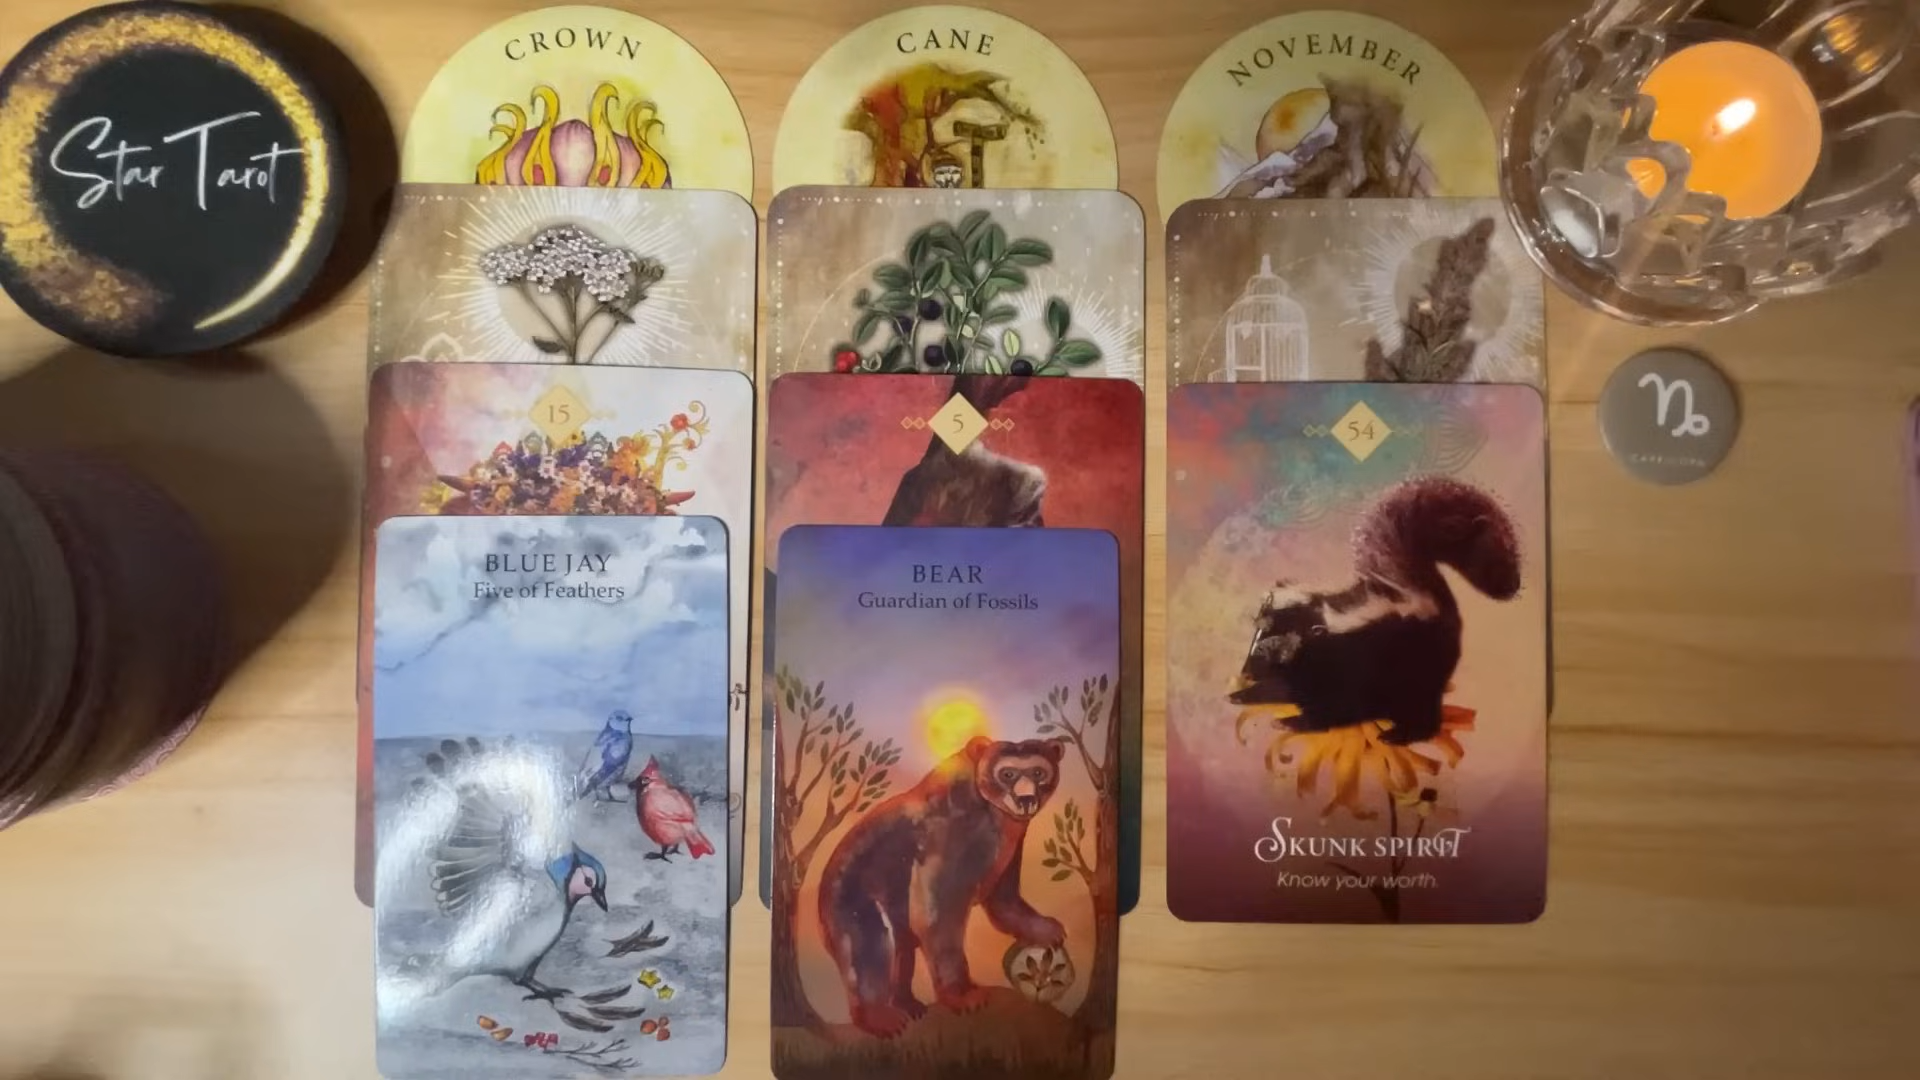 Star Tarot
CROWN
CANE
NOVEMBER
15
5
54
BLUE JAY
Five of Feathers
BEAR
Guardian of Fossils
SKUNK SPIRIT
Know your worth.
CAPRICORN